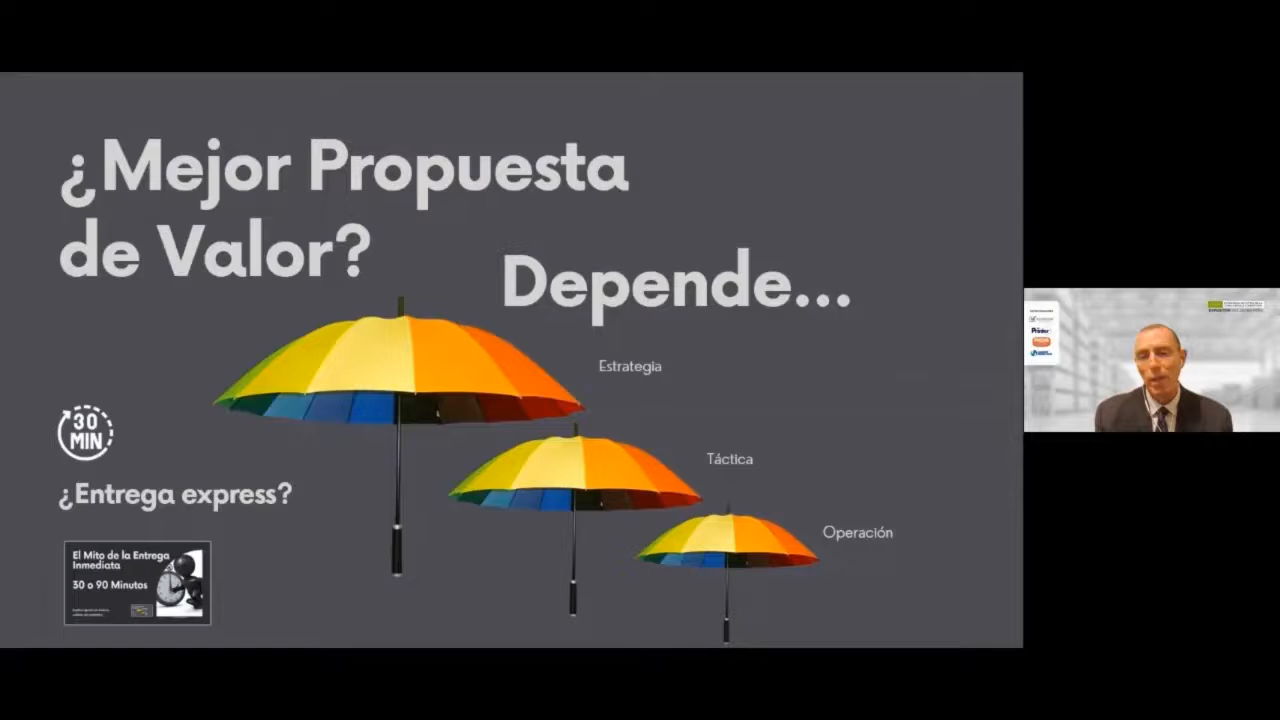 ¿Mejor Propuesta
de Valor?
Depende...
Estrategia
30
MIN
Táctica
¿Entrega express?
Operación
El Mito de la Entrega
Inmediata
30 o 90 Minutos